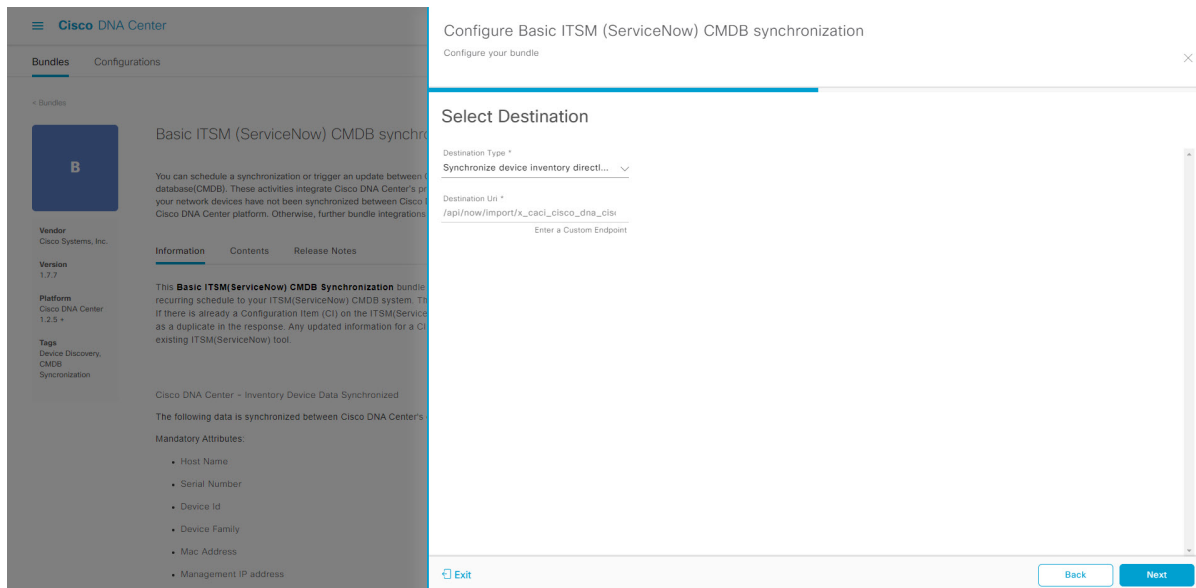 Cisco DNA Center
Bundles Configurations
< Bundles
B
Vendor
Cisco Systems, Inc.
Version
1.7.7
Platform
Cisco DNA Center
1.2.5 +
Tags
Device Discovery,
CMDB
Syncronization
Basic ITSM (ServiceNow) CMDB synchro
You can schedule a synchronization or trigger an update between
database(CMDB). These activities integrate Cisco DNA Center's pr
your network devices have not been synchronized between Cisco
Cisco DNA Center platform. Otherwise, further bundle integrations
Information Contents Release Notes
This Basic ITSM(ServiceNow) CMDB Synchronization bundle
recurring schedule to your ITSM(ServiceNow) CMDB system. Th
If there is already a Configuration Item (CI) on the ITSM(Service
as a duplicate in the response. Any updated information for a CI
existing ITSM(ServiceNow) tool.
Cisco DNA Center - Inventory Device Data Synchronized
The following data is synchronized between Cisco DNA Center's
Mandatory Attributes:
• Host Name
• Serial Number
• Device Id
• Device Family
• Mac Address
• Management IP address
Configure Basic ITSM (ServiceNow) CMDB synchronization
Configure your bundle
Select Destination
Destination Type *
Synchronize device inventory directl...
Destination Uri *
/api/now/import/x_caci_cisco_dna_cis
Enter a Custom Endpoint
Exit
Back
Next